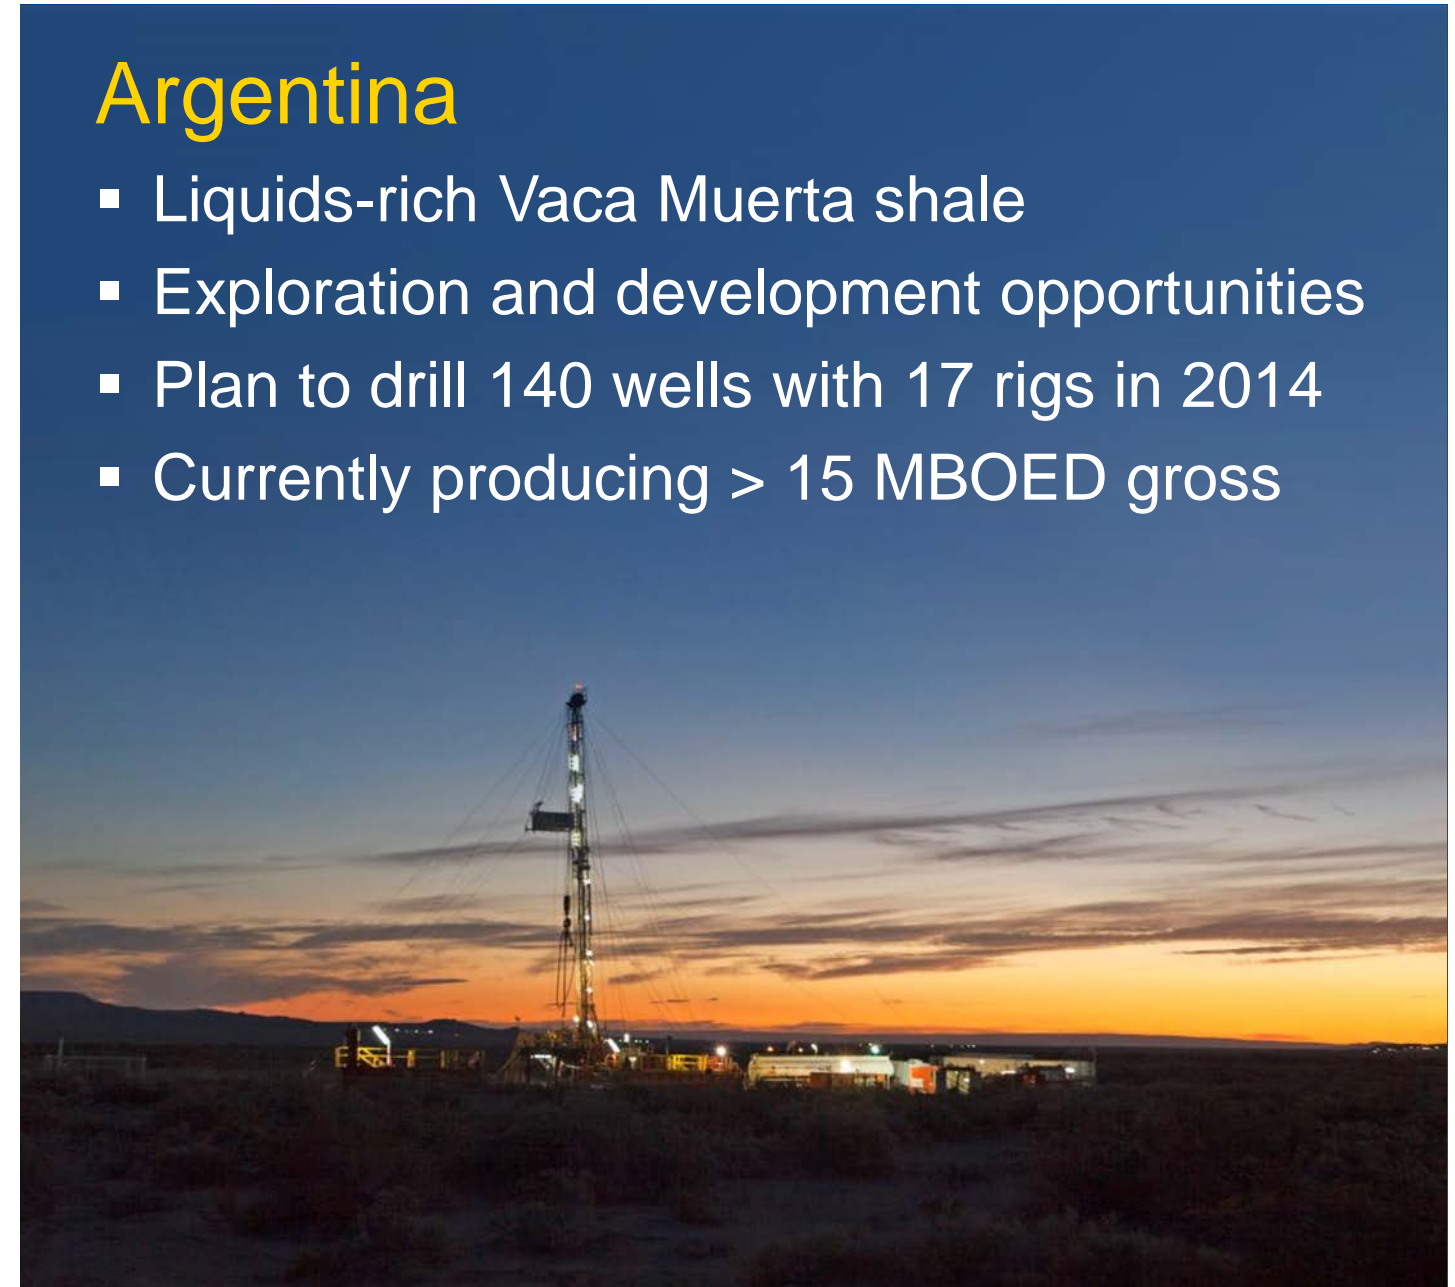 Argentina
▪ Liquids-rich Vaca Muerta shale
▪ Exploration and development opportunities
▪ Plan to drill 140 wells with 17 rigs in 2014
▪ Currently producing > 15 MBOED gross